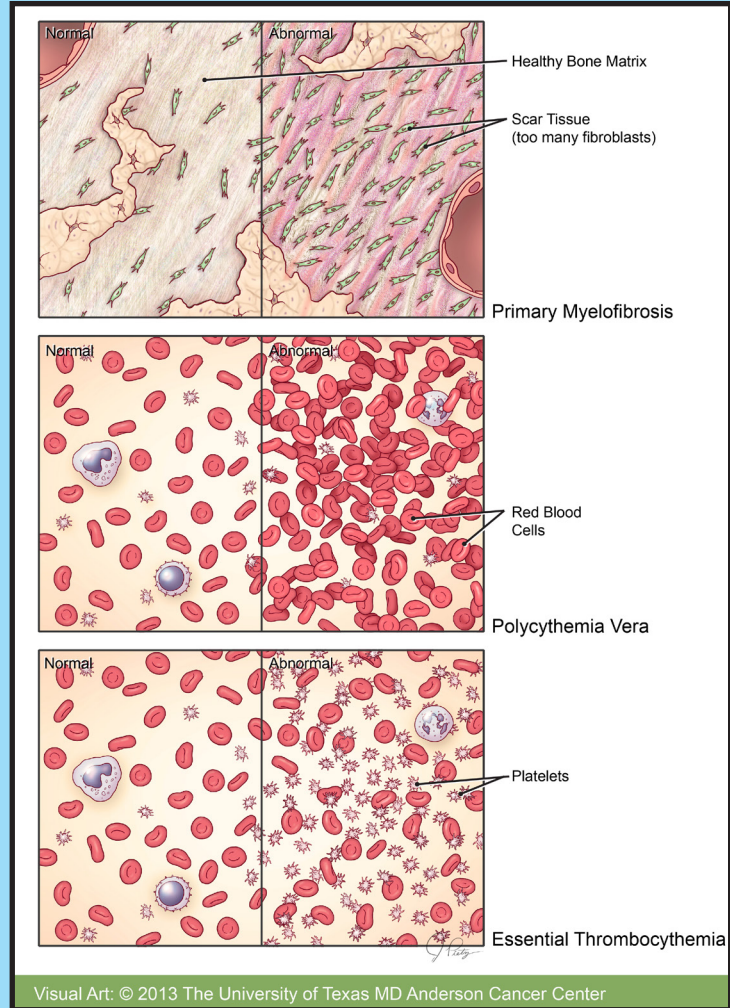 Normal
Abnormal
Healthy Bone Matrix
Scar Tissue
(too many fibroblasts)
Primary Myelofibrosis
Normal
Abnormal
Red Blood
Cells
Polycythemia Vera
Normal
Abnormal
Platelets
Essential Thrombocythemia
Visual Art: © 2013 The University of Texas MD Anderson Cancer Center